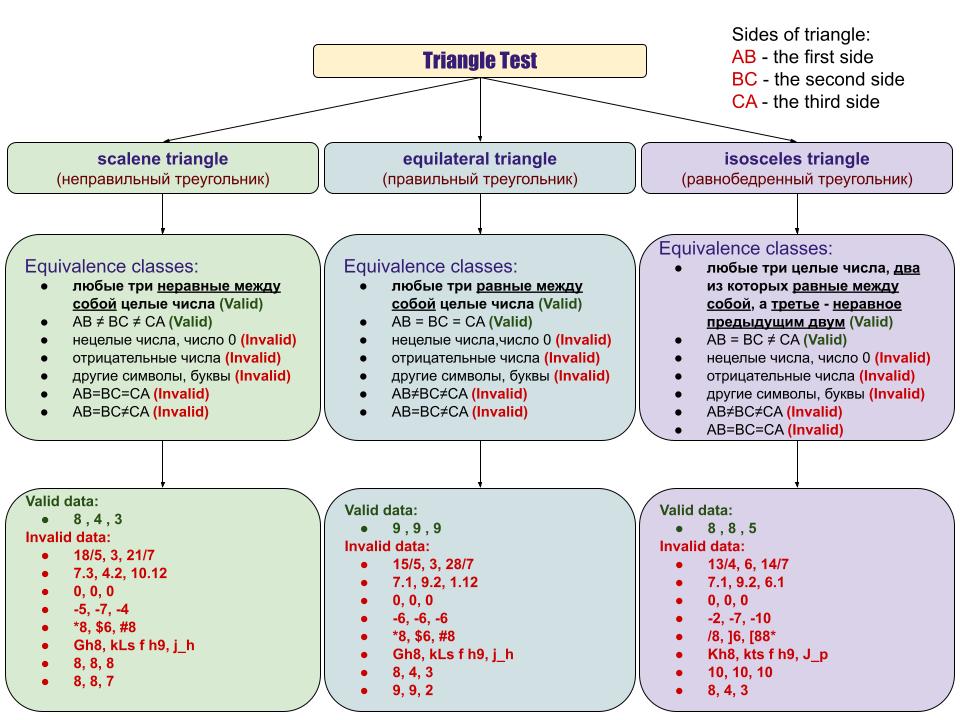 Sides of triangle:
AB - the first side
BC - the second side
CA - the third side
Triangle Test
scalene triangle
(неправильный треугольник)
equilateral triangle
(правильный треугольник)
isosceles triangle
(равнобедренный треугольник)
Equivalence classes:
● любые три неравные между
собой целые числа (Valid)
● AB ≠ BC ≠ CA (Valid)
● нецелые числа, число 0 (Invalid)
● отрицательные числа (Invalid)
● другие символы, буквы (Invalid)
● AB=BC=CA (Invalid)
● AB=BC≠CA (Invalid)
Equivalence classes:
● любые три равные между
собой целые числа (Valid)
● AB = BC = CA (Valid)
● нецелые числа,число 0 (Invalid)
● отрицательные числа (Invalid)
● другие символы, буквы (Invalid)
● AB≠BC≠CA (Invalid)
● AB=BC≠CA (Invalid)
Equivalence classes:
● любые три целые числа, два
из которых равные между
собой, а третье - неравное
предыдущим двум (Valid)
● AB = BC ≠ CA (Valid)
● нецелые числа, число 0 (Invalid)
● отрицательные числа (Invalid)
● другие символы, буквы (Invalid)
● AB≠BC≠CA (Invalid)
● AB=BC=CA (Invalid)
Valid data:
● 8 , 4 , 3
Invalid data:
● 18/5, 3, 21/7
● 7.3, 4.2, 10.12
● 0, 0, 0
● -5, -7, -4
● *8, $6, #8
● Gh8, kLs f h9, j_h
● 8, 8, 8
● 8, 8, 7
Valid data:
● 9 , 9 , 9
Invalid data:
● 15/5, 3, 28/7
● 7.1, 9.2, 1.12
● 0, 0, 0
● -6, -6, -6
● *8, $6, #8
● Gh8, kLs f h9, j_h
● 8, 4, 3
● 9, 9, 2
Valid data:
● 8 , 8 , 5
Invalid data:
● 13/4, 6, 14/7
● 7.1, 9.2, 6.1
● 0, 0, 0
● -2, -7, -10
● /8, ]6, [88*
● Kh8, kts f h9, J_p
● 10, 10, 10
● 8, 4, 3